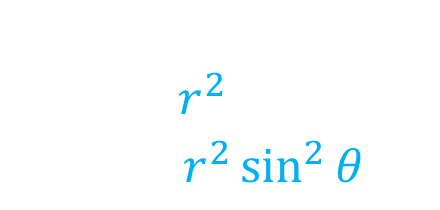 r²
r² sin² θ